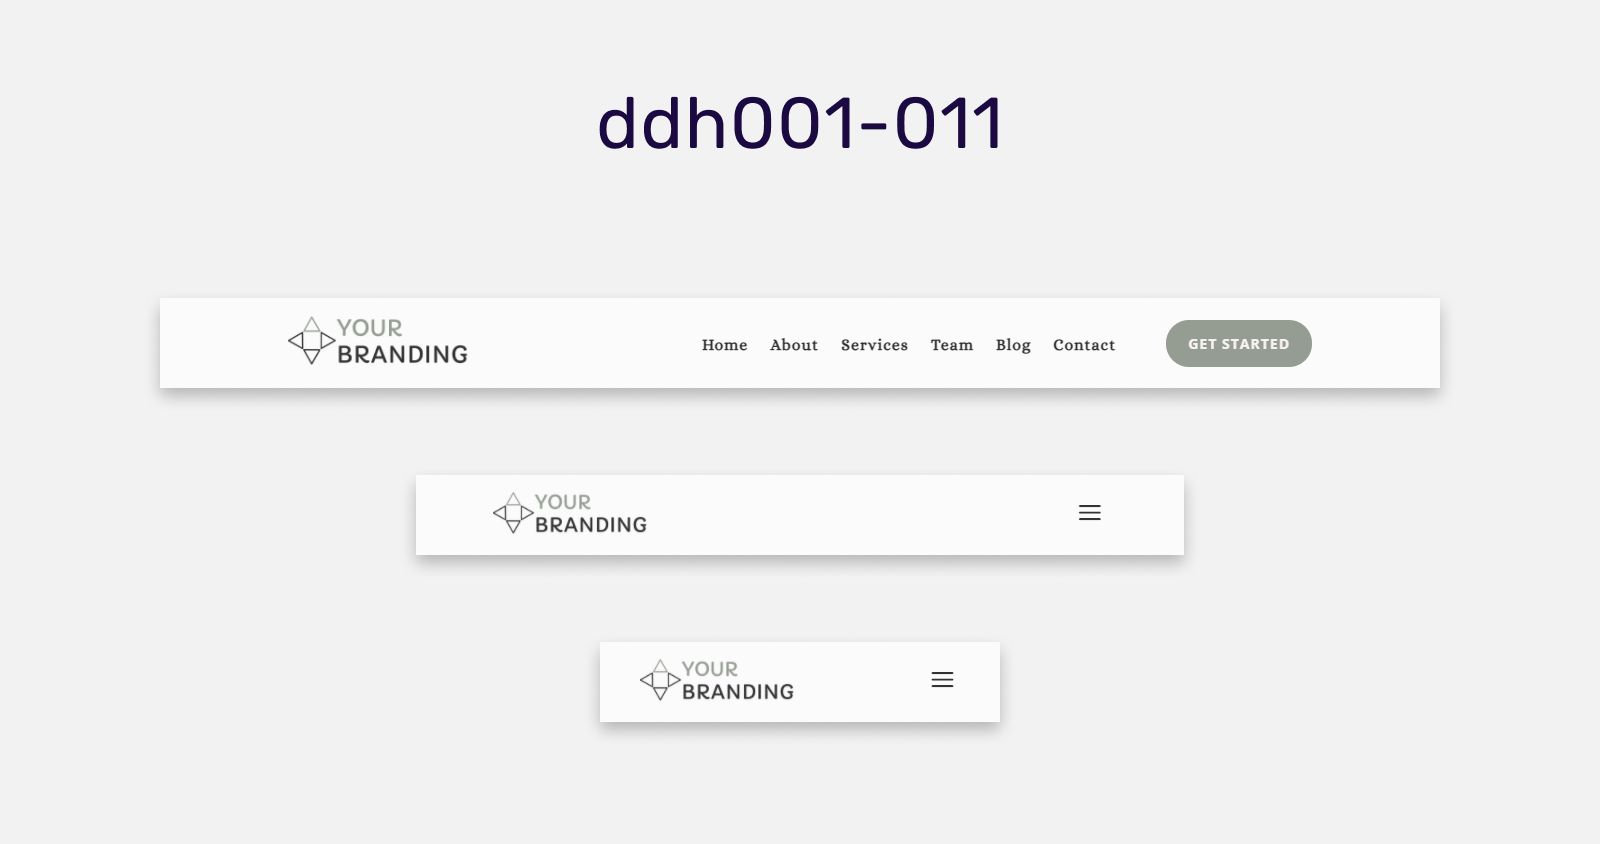 ddh001-011
YOUR
BRANDING
Home About Services Team Blog Contact GET STARTED
YOUR
BRANDING
YOUR
BRANDING